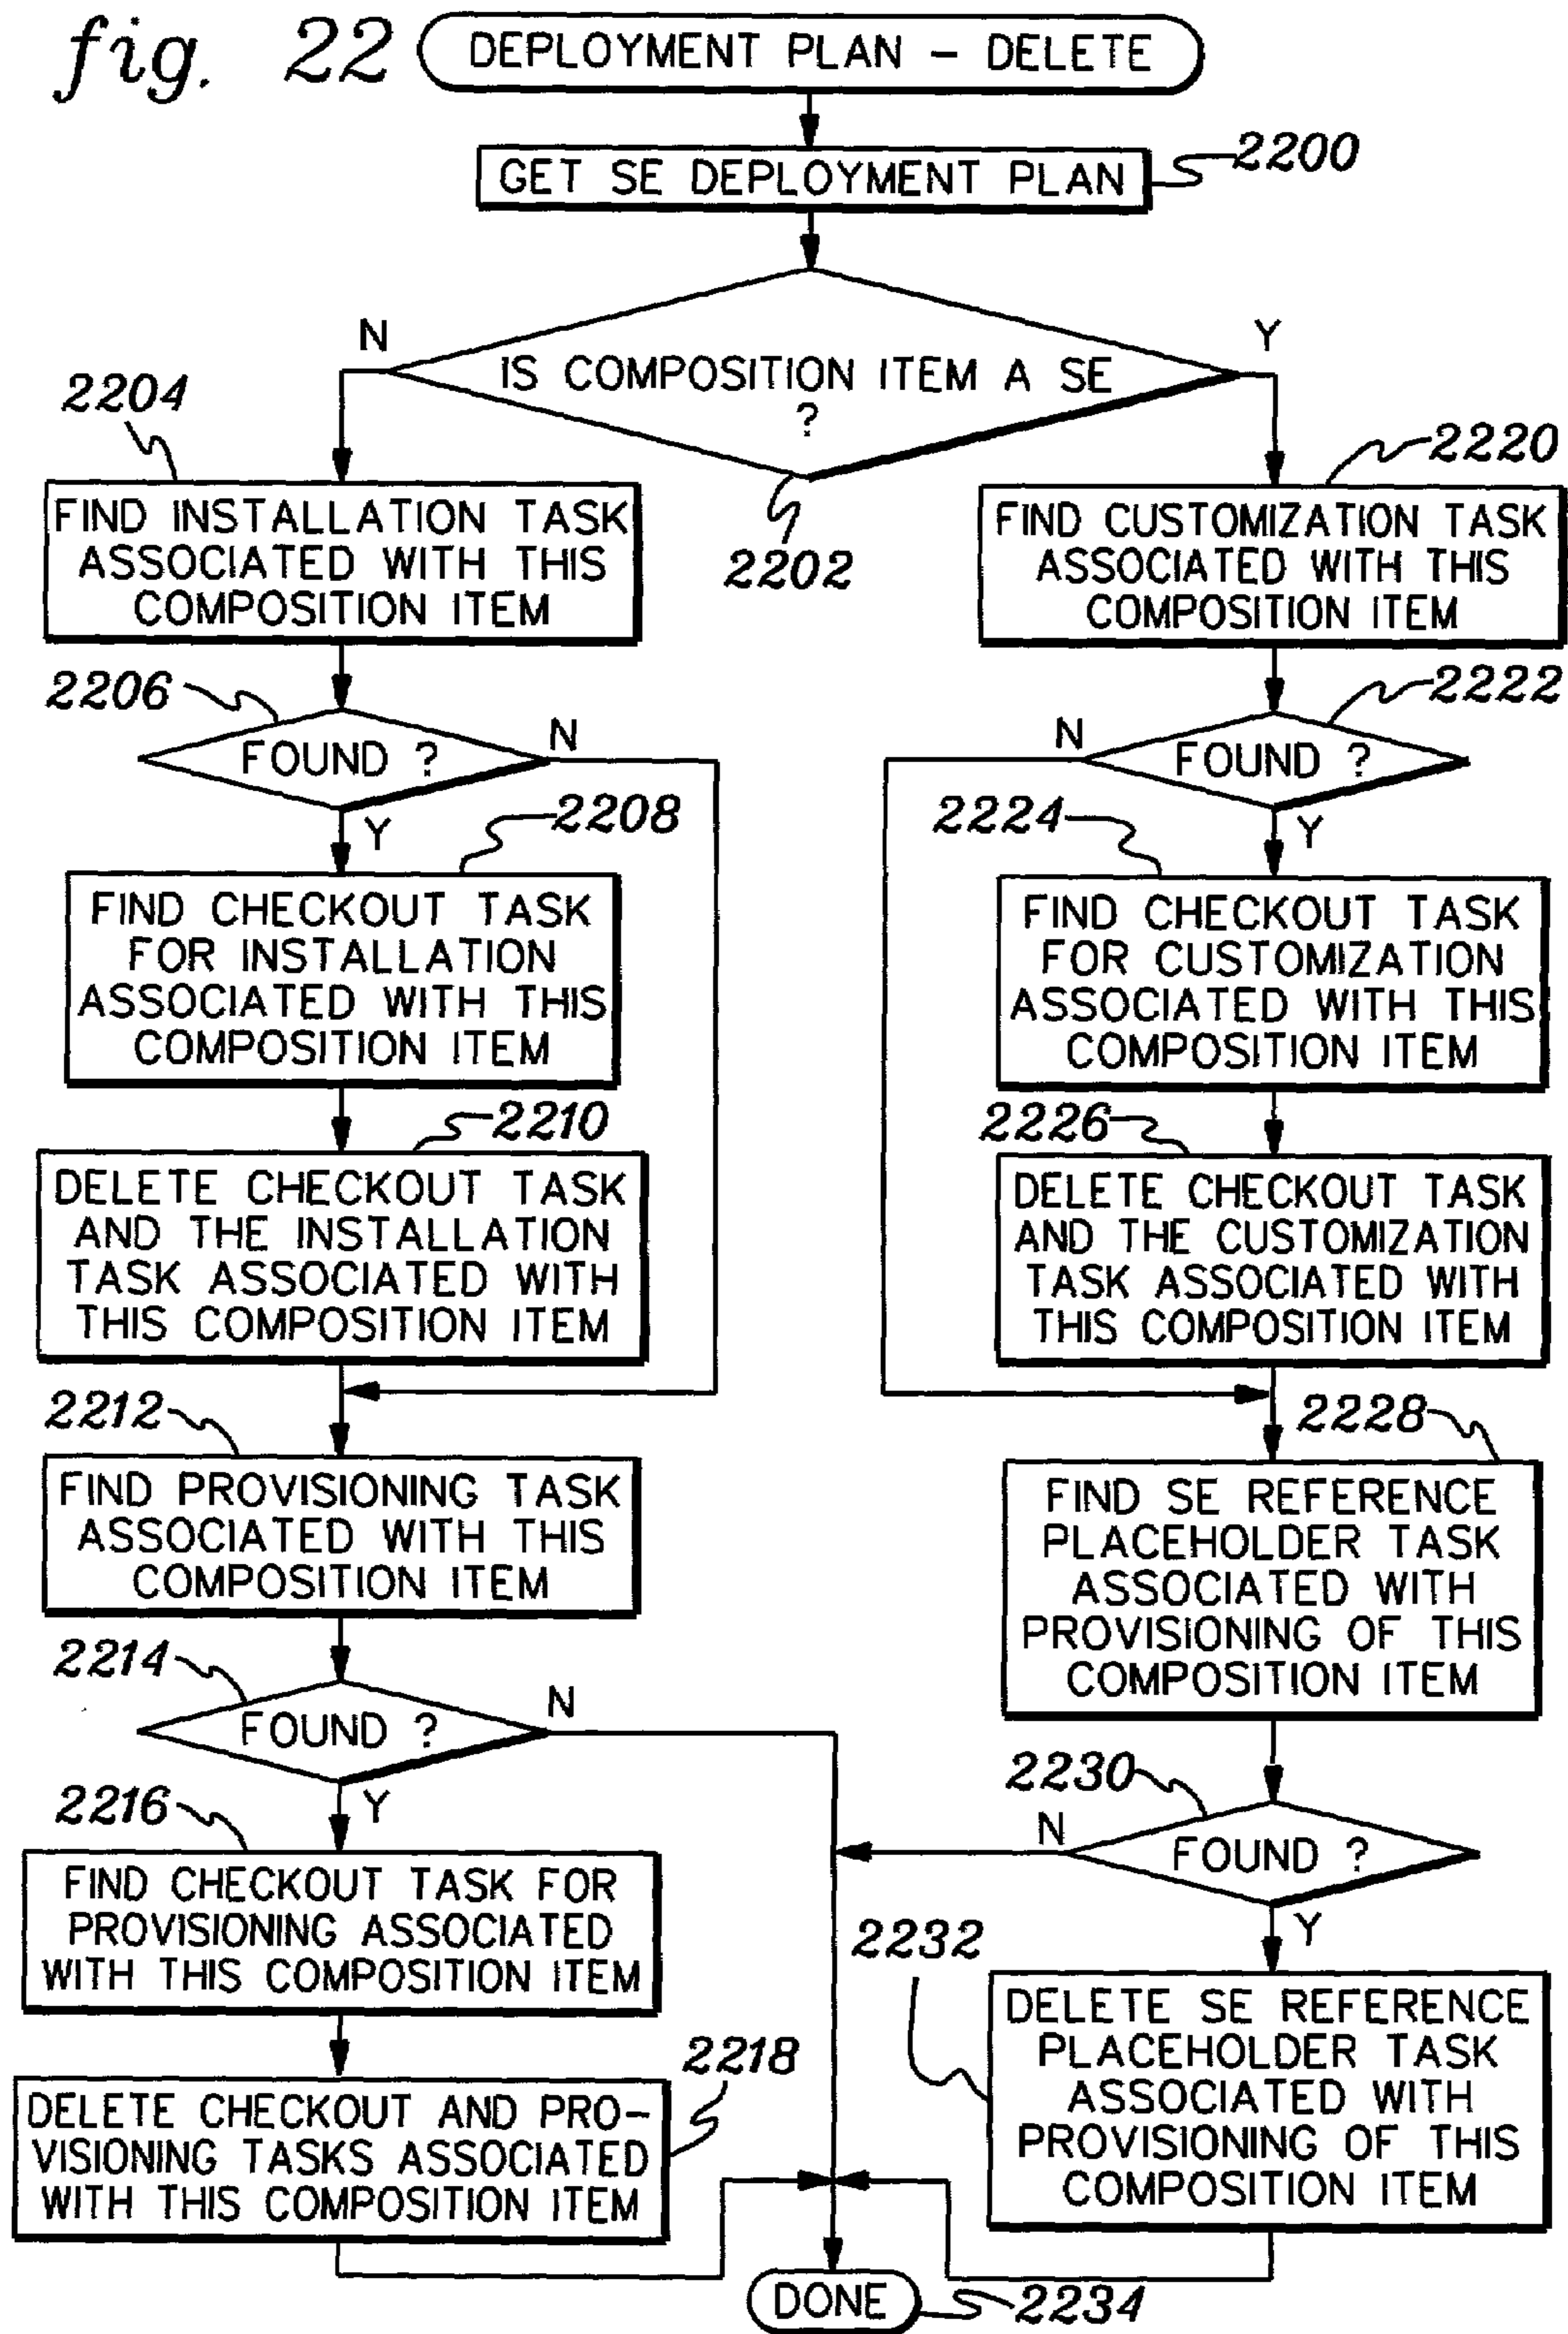 fig. 22
DEPLOYMENT PLAN - DELETE
2200
GET SE DEPLOYMENT PLAN
N
Y
IS COMPOSITION ITEM A SE
?
2202
2204
FIND INSTALLATION TASK
ASSOCIATED WITH THIS
COMPOSITION ITEM
2206
FOUND ?
N
Y
2208
FIND CHECKOUT TASK
FOR INSTALLATION
ASSOCIATED WITH THIS
COMPOSITION ITEM
2210
DELETE CHECKOUT TASK
AND THE INSTALLATION
TASK ASSOCIATED WITH
THIS COMPOSITION ITEM
2212
FIND PROVISIONING TASK
ASSOCIATED WITH THIS
COMPOSITION ITEM
2214
FOUND ?
N
Y
2216
FIND CHECKOUT TASK FOR
PROVISIONING ASSOCIATED
WITH THIS COMPOSITION ITEM
2218
DELETE CHECKOUT AND PRO-
VISIONING TASKS ASSOCIATED
WITH THIS COMPOSITION ITEM
2220
FIND CUSTOMIZATION TASK
ASSOCIATED WITH THIS
COMPOSITION ITEM
2222
N
FOUND ?
Y
2224
FIND CHECKOUT TASK
FOR CUSTOMIZATION
ASSOCIATED WITH THIS
COMPOSITION ITEM
2226
DELETE CHECKOUT TASK
AND THE CUSTOMIZATION
TASK ASSOCIATED WITH
THIS COMPOSITION ITEM
2228
FIND SE REFERENCE
PLACEHOLDER TASK
ASSOCIATED WITH
PROVISIONING OF THIS
COMPOSITION ITEM
2230
N
FOUND ?
Y
2232
DELETE SE REFERENCE
PLACEHOLDER TASK
ASSOCIATED WITH
PROVISIONING OF THIS
COMPOSITION ITEM
DONE
2234